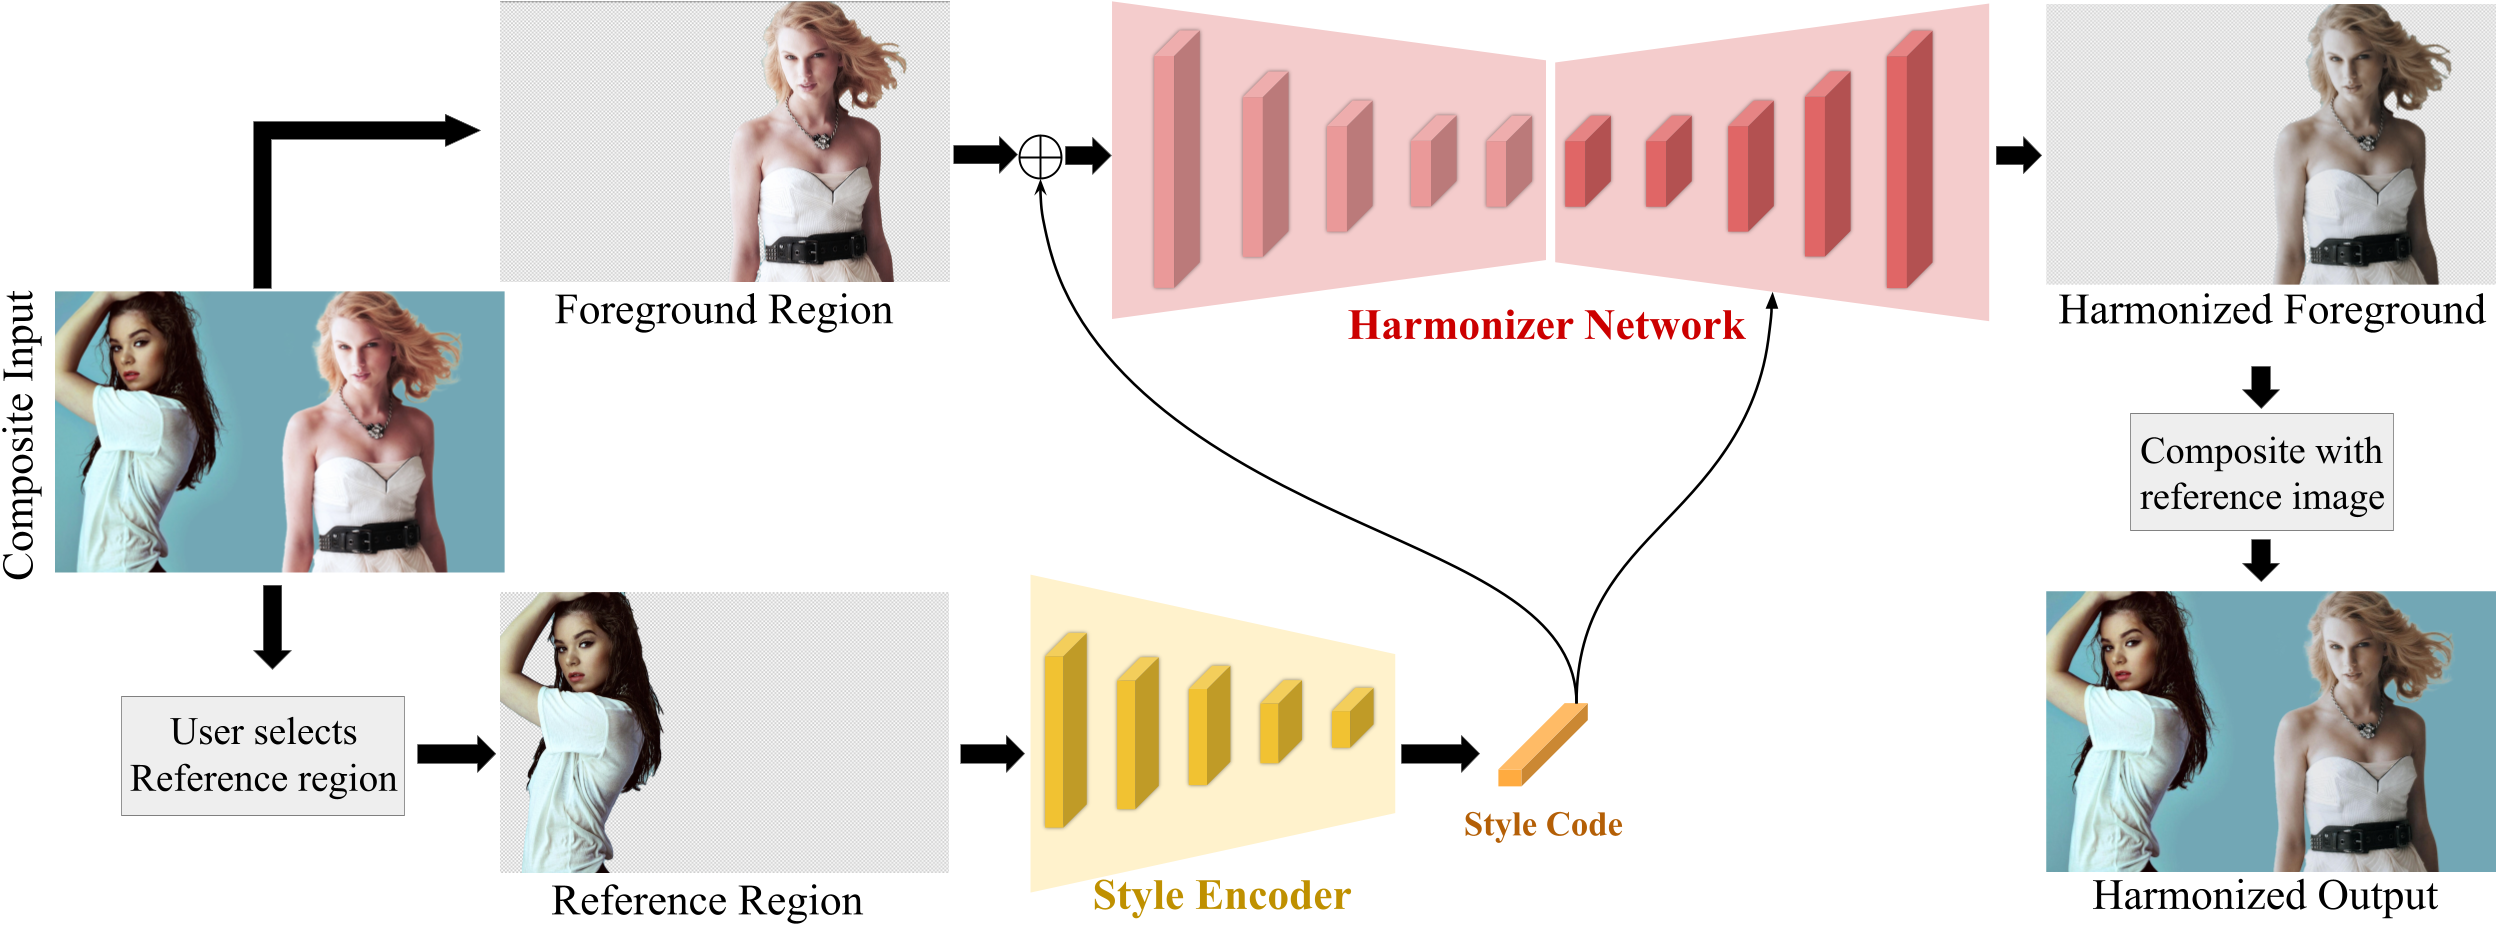 Composite Input
Foreground Region
Harmonizer Network
Harmonized Foreground
Composite with
reference image
User selects
Reference region
Reference Region
Style Encoder
Style Code
Harmonized Output